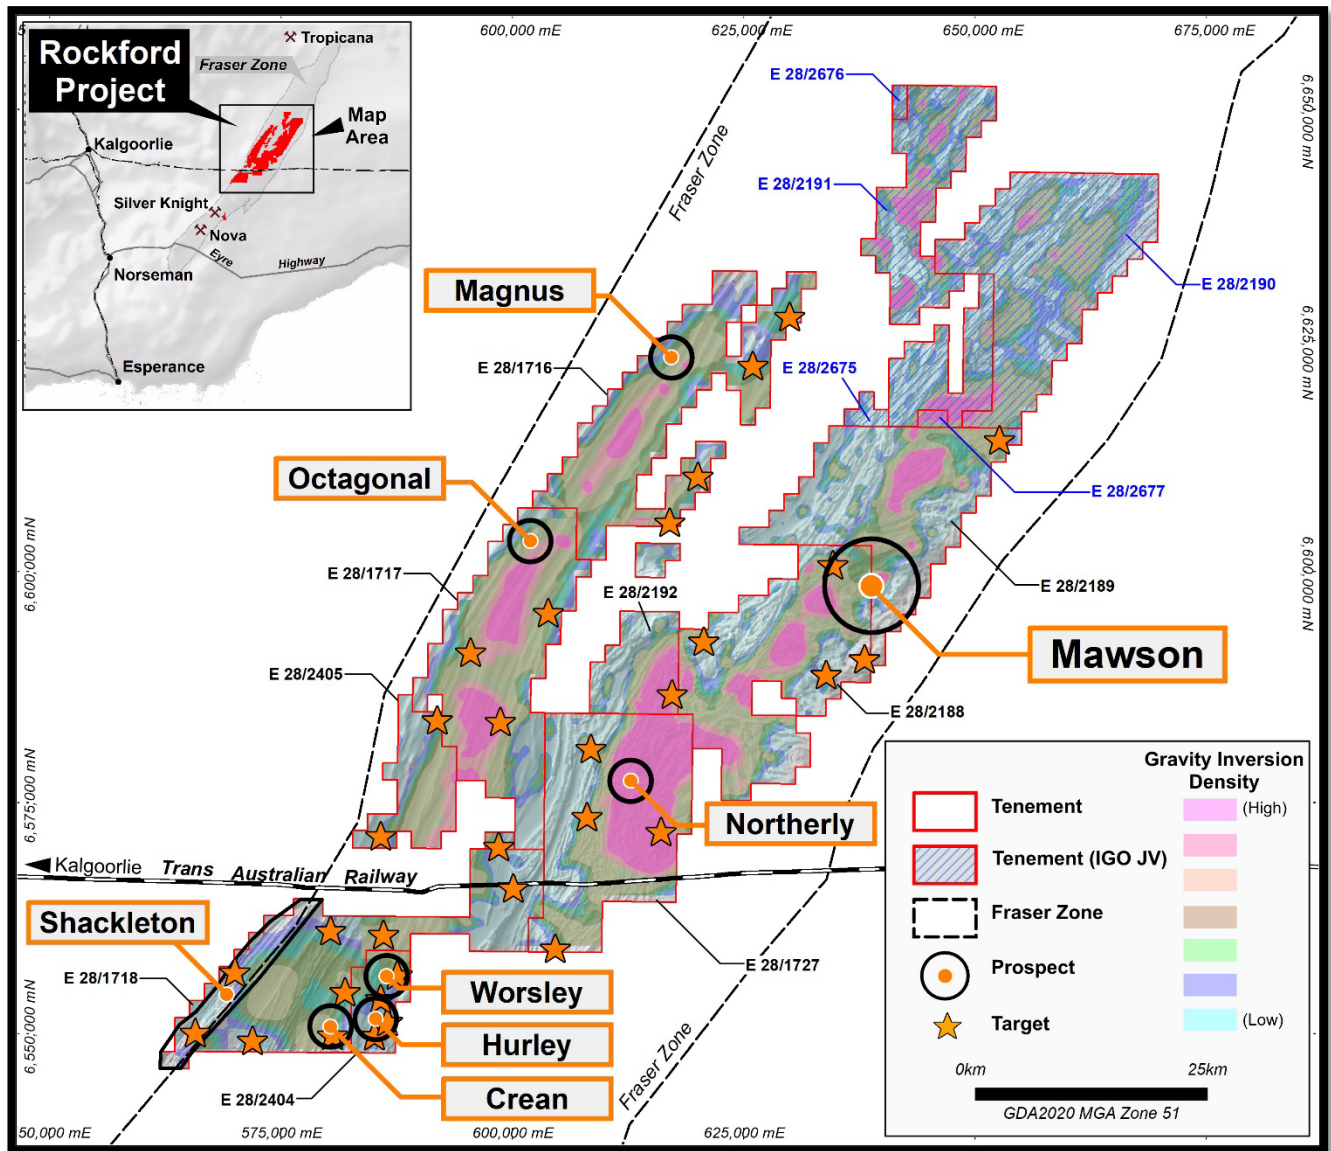 600,000 mE
625,000 mE
650,000 mE
675,000 mE
Tropicana
Rockford
Project
Fraser Zone
Map
Area
Kalgoorlie
Silver Knight
Nova
Eyre
Highway
Norseman
Esperance
E 28/2676
6,650,000 mN
Fraser Zone
E 28/2191
E 28/2190
Magnus
6,625,000 mN
E 28/1716
E 28/2675
Octagonal
E 28/2677
6,600,000 mN
6,600,000 mN
E 28/1717
E 28/2192
E 28/2189
Mawson
E 28/2405
E 28/2188
Northerly
6,575,000 mN
Kalgoorlie
Trans Australian Railway
Shackleton
E 28/1718
E 28/1727
Worsley
Hurley
Crean
6,550,000 mN
E 28/2404
Fraser Zone
Gravity Inversion
Density
Tenement
(High)
Tenement (IGO JV)
Fraser Zone
Prospect
Target
(Low)
0km
25km
GDA2020 MGA Zone 51
50,000 mE
575,000 mE
600,000 mE
625,000 mE